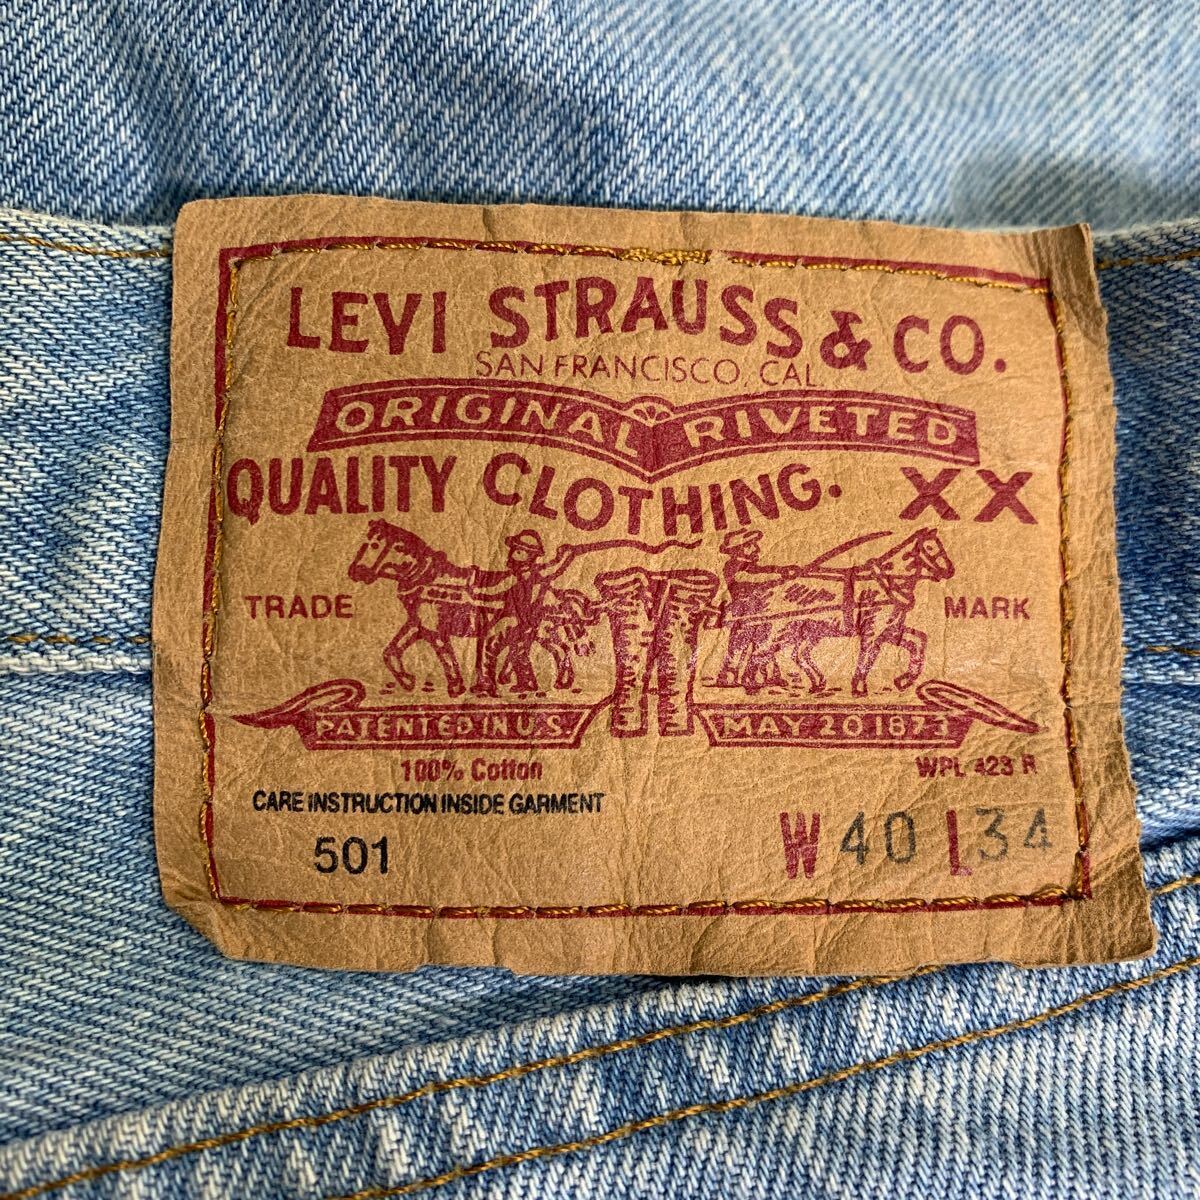 LEVI STRAUSS & CO.
SAN FRANCISCO, CAL
ORIGINAL RIVETED
QUALITY CLOTHING. XX
TRADE MARK
PATENTED IN U.S. MAY 20 1873
100% Cotton WPL 423 R
CARE INSTRUCTION INSIDE GARMENT
501 W 40 L 34